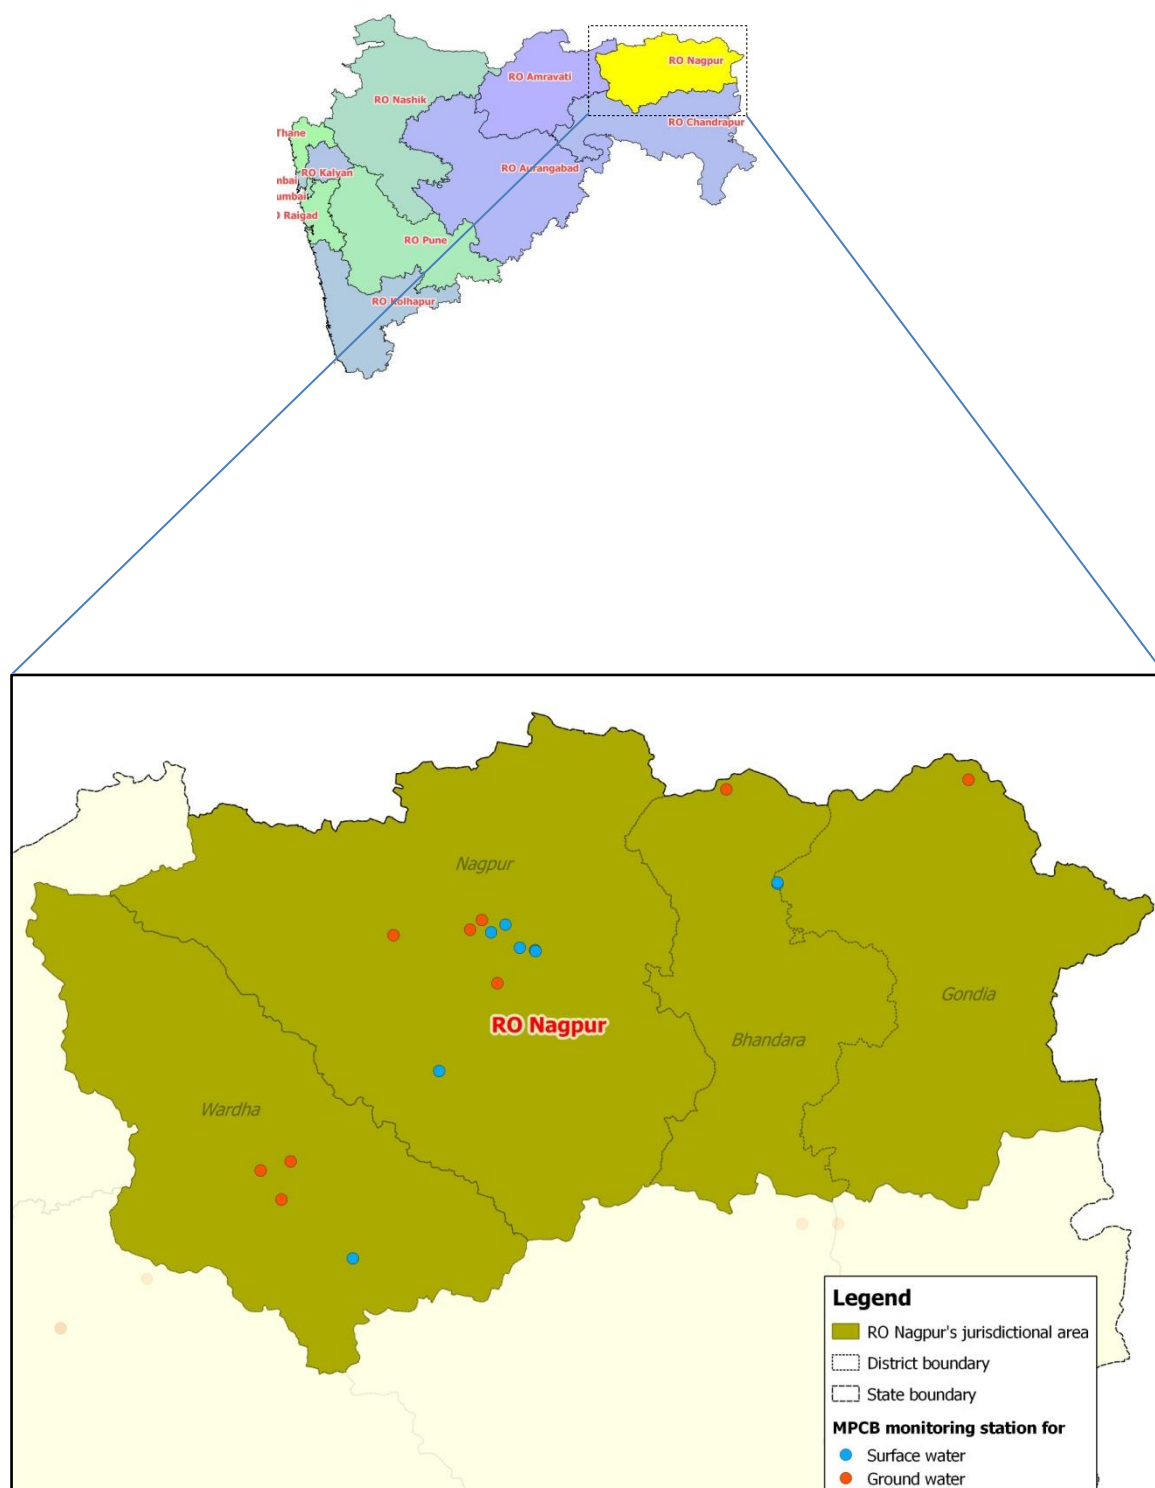 RO Nagpur
RO Amravati
RO Nashik
RO Chandrapur
Thane
RO Aurangabad
RO Kalyan
mbai
umbai
Raigad
RO Pune
RO Kolhapur
Nagpur
Gondia
RO Nagpur
Bhandara
Wardha
Legend
RO Nagpur's jurisdictional area
District boundary
State boundary
MPCB monitoring station for
Surface water
Ground water